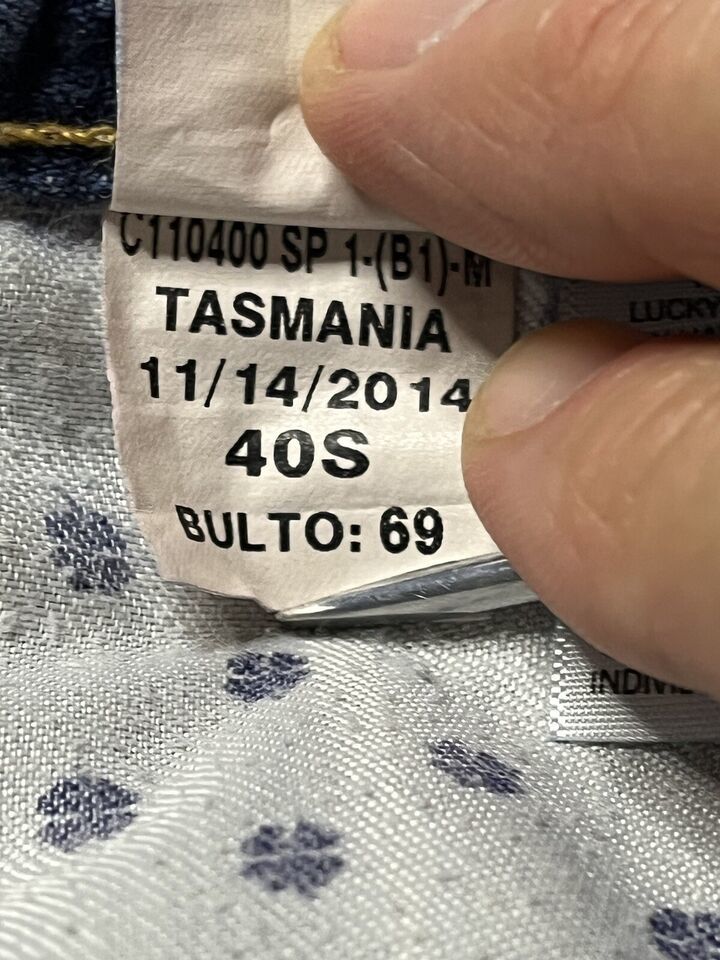 C110400 SP 1-(B1)-M
TASMANIA
11/14/2014
40S
BULTO: 69
LUCKY